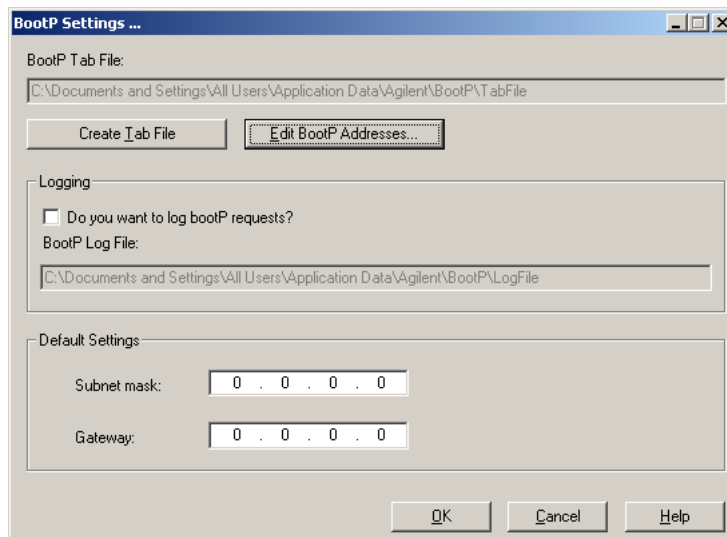 BootP Settings ...
BootP Tab File:
C:\Documents and Settings\All Users\Application Data\Agilent\BootP\TabFile
Create Tab File Edit BootP Addresses...
Logging
Do you want to log bootP requests?
BootP Log File:
C:\Documents and Settings\All Users\Application Data\Agilent\BootP\LogFile
Default Settings
Subnet mask: 0 . 0 . 0 . 0
Gateway: 0 . 0 . 0 . 0
OK Cancel Help